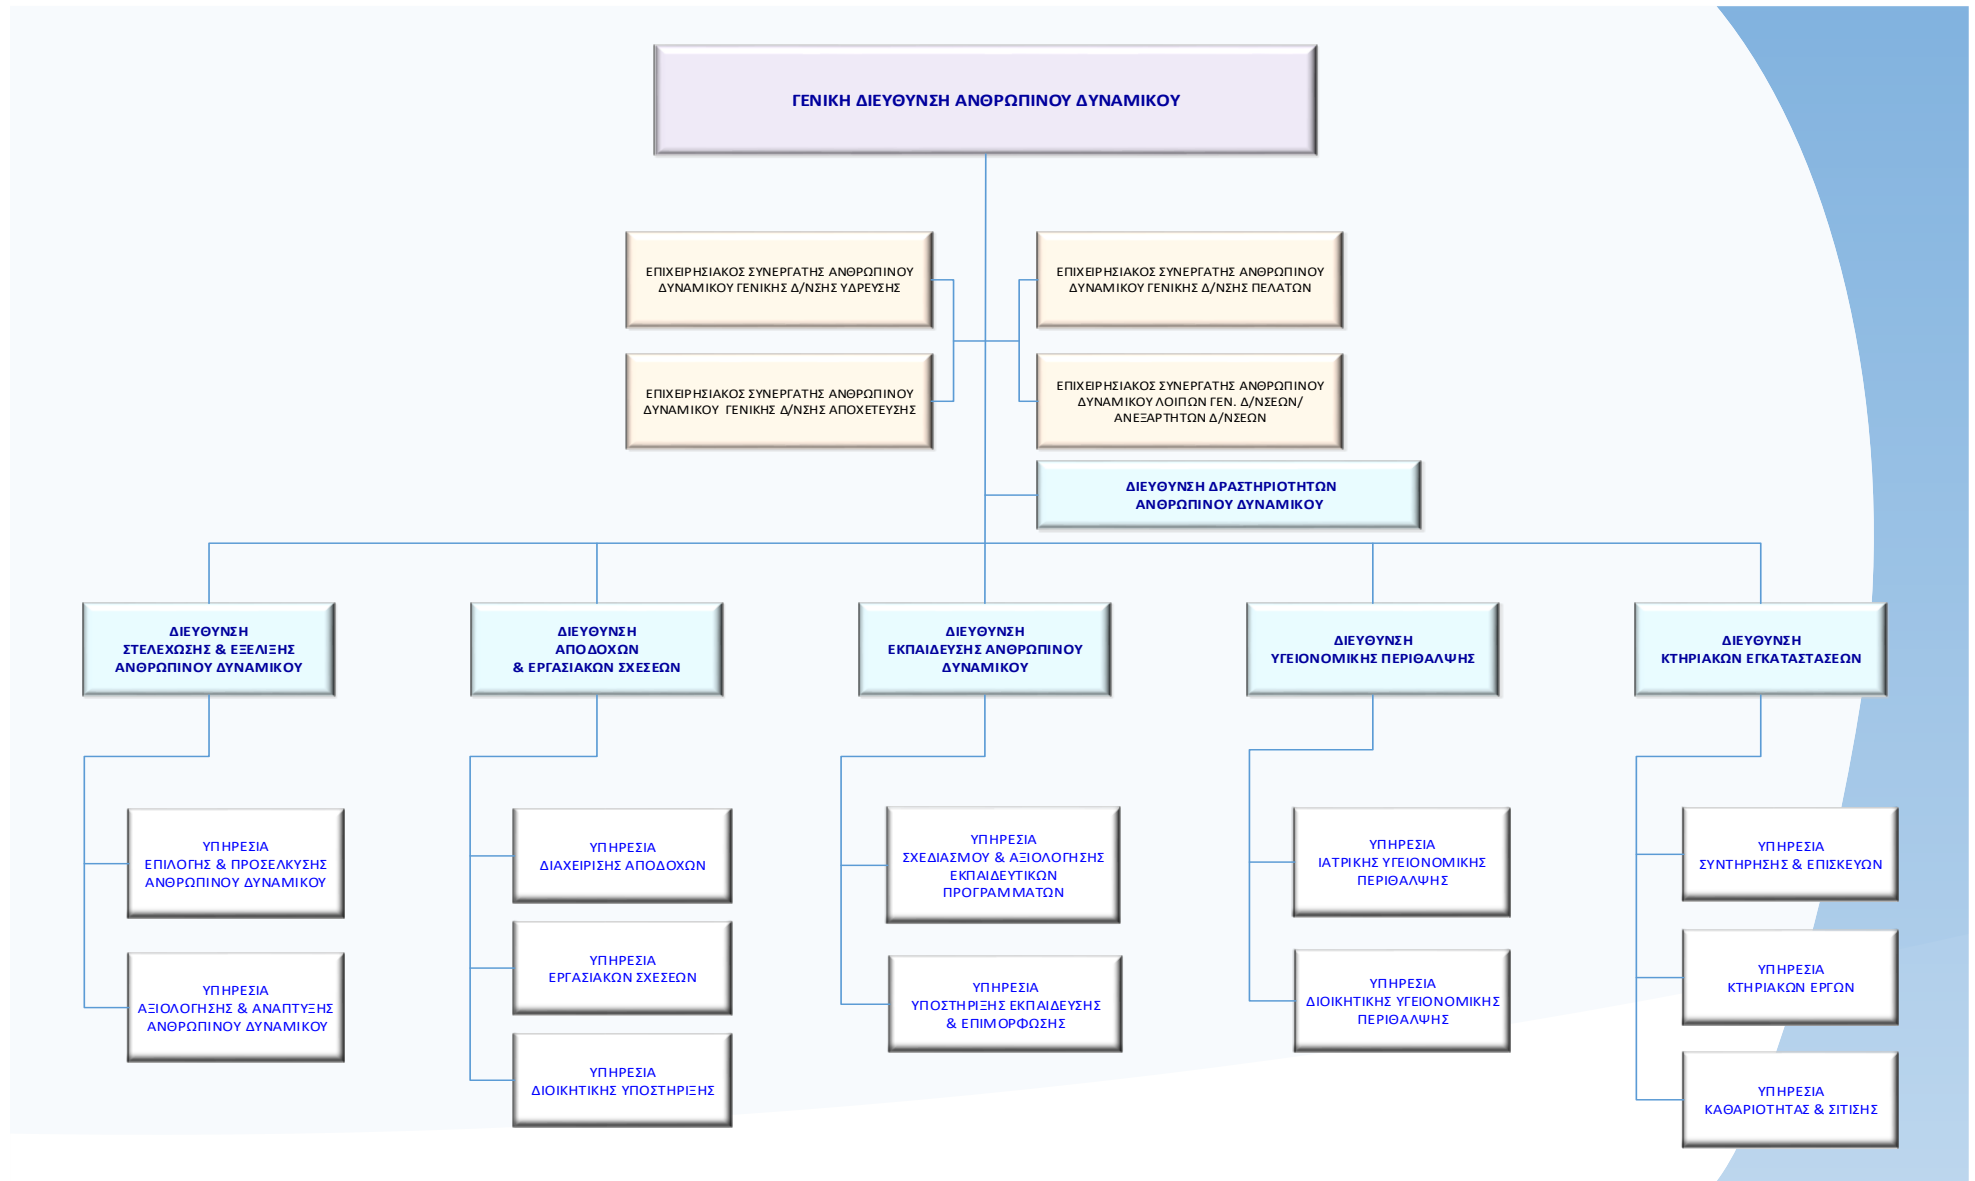 ΓΕΝΙΚΗ ΔΙΕΥΘΥΝΣΗ ΑΝΘΡΩΠΙΝΟΥ ΔΥΝΑΜΙΚΟΥ
ΕΠΙΧΕΙΡΗΣΙΑΚΟΣ ΣΥΝΕΡΓΑΤΗΣ ΑΝΘΡΩΠΙΝΟΥ
ΔΥΝΑΜΙΚΟΥ ΓΕΝΙΚΗΣ Δ/ΝΣΗΣ ΥΔΡΕΥΣΗΣ
ΕΠΙΧΕΙΡΗΣΙΑΚΟΣ ΣΥΝΕΡΓΑΤΗΣ ΑΝΘΡΩΠΙΝΟΥ
ΔΥΝΑΜΙΚΟΥ ΓΕΝΙΚΗΣ Δ/ΝΣΗΣ ΠΕΛΑΤΩΝ
ΕΠΙΧΕΙΡΗΣΙΑΚΟΣ ΣΥΝΕΡΓΑΤΗΣ ΑΝΘΡΩΠΙΝΟΥ
ΔΥΝΑΜΙΚΟΥ ΓΕΝΙΚΗΣ Δ/ΝΣΗΣ ΑΠΟΧΕΤΕΥΣΗΣ
ΕΠΙΧΕΙΡΗΣΙΑΚΟΣ ΣΥΝΕΡΓΑΤΗΣ ΑΝΘΡΩΠΙΝΟΥ
ΔΥΝΑΜΙΚΟΥ ΛΟΙΠΩΝ ΓΕΝ. Δ/ΝΣΕΩΝ/
ΑΝΕΞΑΡΤΗΤΩΝ Δ/ΝΣΕΩΝ
ΔΙΕΥΘΥΝΣΗ ΔΡΑΣΤΗΡΙΟΤΗΤΩΝ
ΑΝΘΡΩΠΙΝΟΥ ΔΥΝΑΜΙΚΟΥ
ΔΙΕΥΘΥΝΣΗ
ΣΤΕΛΕΧΩΣΗΣ & ΕΞΕΛΙΞΗΣ
ΑΝΘΡΩΠΙΝΟΥ ΔΥΝΑΜΙΚΟΥ
ΔΙΕΥΘΥΝΣΗ
ΑΠΟΔΟΧΩΝ
& ΕΡΓΑΣΙΑΚΩΝ ΣΧΕΣΕΩΝ
ΔΙΕΥΘΥΝΣΗ
ΕΚΠΑΙΔΕΥΣΗΣ ΑΝΘΡΩΠΙΝΟΥ
ΔΥΝΑΜΙΚΟΥ
ΔΙΕΥΘΥΝΣΗ
ΥΓΕΙΟΝΟΜΙΚΗΣ ΠΕΡΙΘΑΛΨΗΣ
ΔΙΕΥΘΥΝΣΗ
ΚΤΗΡΙΑΚΩΝ ΕΓΚΑΤΑΣΤΑΣΕΩΝ
ΥΠΗΡΕΣΙΑ
ΕΠΙΛΟΓΗΣ & ΠΡΟΣΕΛΚΥΣΗΣ
ΑΝΘΡΩΠΙΝΟΥ ΔΥΝΑΜΙΚΟΥ
ΥΠΗΡΕΣΙΑ
ΑΞΙΟΛΟΓΗΣΗΣ & ΑΝΑΠΤΥΞΗΣ
ΑΝΘΡΩΠΙΝΟΥ ΔΥΝΑΜΙΚΟΥ
ΥΠΗΡΕΣΙΑ
ΔΙΑΧΕΙΡΙΣΗΣ ΑΠΟΔΟΧΩΝ
ΥΠΗΡΕΣΙΑ
ΕΡΓΑΣΙΑΚΩΝ ΣΧΕΣΕΩΝ
ΥΠΗΡΕΣΙΑ
ΔΙΟΙΚΗΤΙΚΗΣ ΥΠΟΣΤΗΡΙΞΗΣ
ΥΠΗΡΕΣΙΑ
ΣΧΕΔΙΑΣΜΟΥ & ΑΞΙΟΛΟΓΗΣΗΣ
ΕΚΠΑΙΔΕΥΤΙΚΩΝ
ΠΡΟΓΡΑΜΜΑΤΩΝ
ΥΠΗΡΕΣΙΑ
ΥΠΟΣΤΗΡΙΞΗΣ ΕΚΠΑΙΔΕΥΣΗΣ
& ΕΠΙΜΟΡΦΩΣΗΣ
ΥΠΗΡΕΣΙΑ
ΙΑΤΡΙΚΗΣ ΥΓΕΙΟΝΟΜΙΚΗΣ
ΠΕΡΙΘΑΛΨΗΣ
ΥΠΗΡΕΣΙΑ
ΔΙΟΙΚΗΤΙΚΗΣ ΥΓΕΙΟΝΟΜΙΚΗΣ
ΠΕΡΙΘΑΛΨΗΣ
ΥΠΗΡΕΣΙΑ
ΣΥΝΤΗΡΗΣΗΣ & ΕΠΙΣΚΕΥΩΝ
ΥΠΗΡΕΣΙΑ
ΚΤΗΡΙΑΚΩΝ ΕΡΓΩΝ
ΥΠΗΡΕΣΙΑ
ΚΑΘΑΡΙΟΤΗΤΑΣ & ΣΙΤΙΣΗΣ